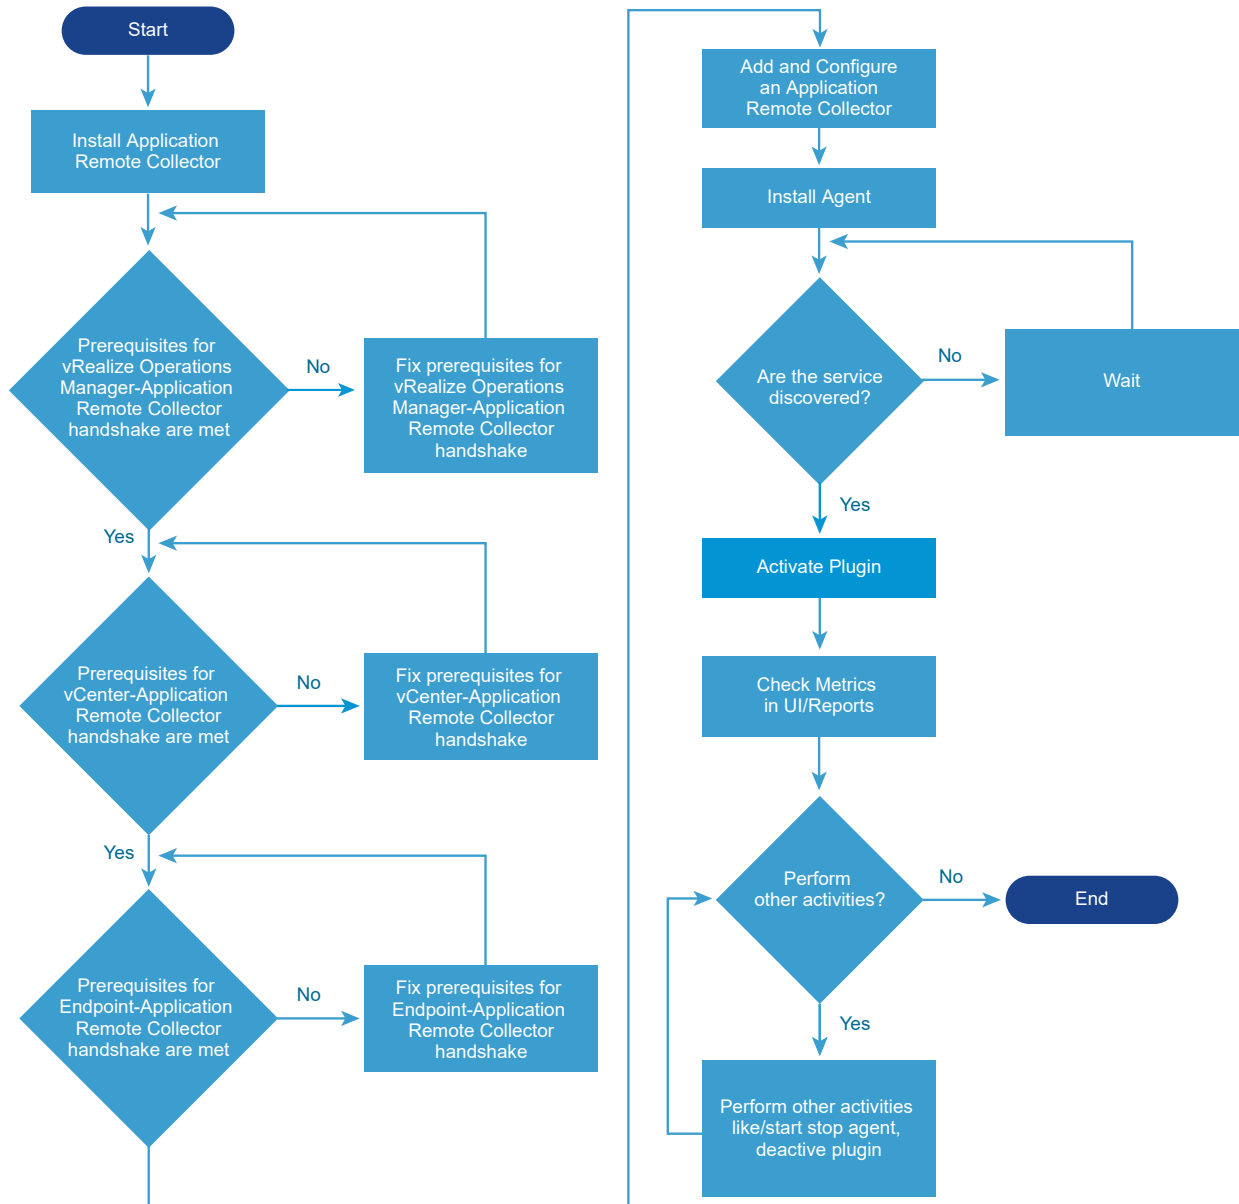 Start
Install Application
Remote Collector
Prerequisites for
vRealize Operations
Manager-Application
Remote Collector
handshake are met
No
Fix prerequisites for
vRealize Operations
Manager-Application
Remote Collector
handshake
Yes
Prerequisites for
vCenter-Application
Remote Collector
handshake are met
No
Fix prerequisites for
vCenter-Application
Remote Collector
handshake
Yes
Prerequisites for
Endpoint-Application
Remote Collector
handshake are met
No
Fix prerequisites for
Endpoint-Application
Remote Collector
handshake
Add and Configure
an Application
Remote Collector
Install Agent
Are the service
discovered?
No
Wait
Yes
Activate Plugin
Check Metrics
in UI/Reports
Perform
other activities?
No
End
Yes
Perform other activities
like/start stop agent,
deactive plugin